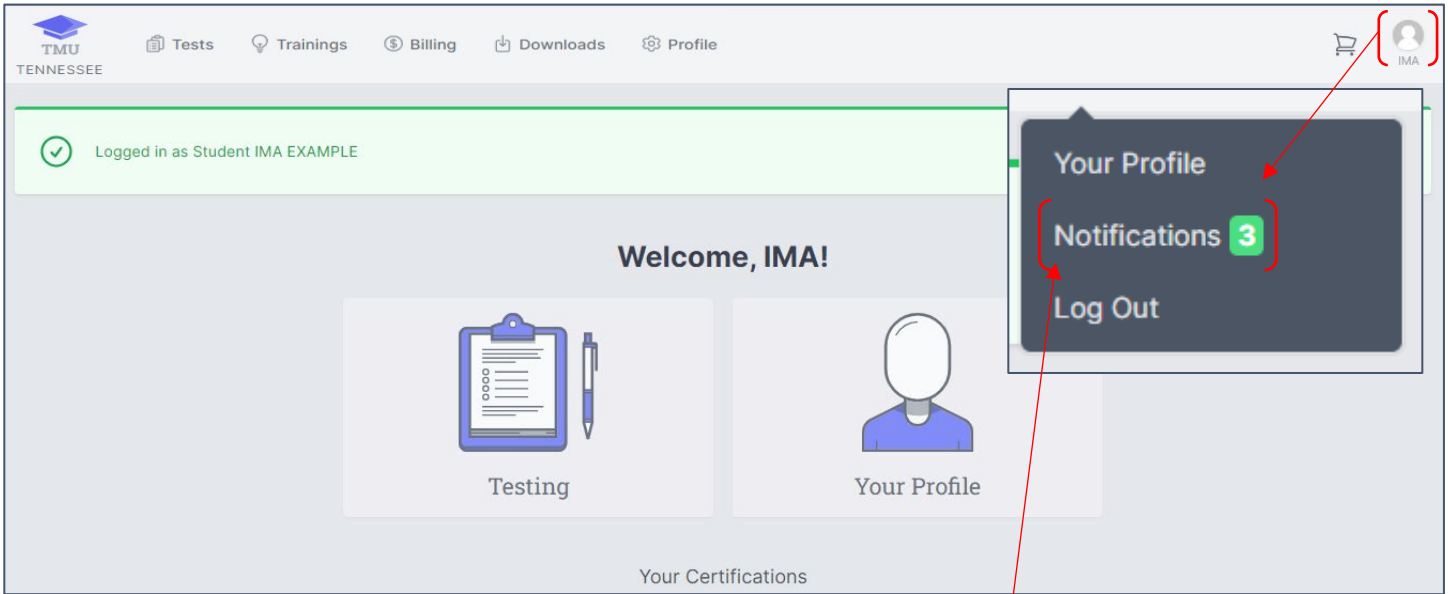 TMU
TENNESSEE
Tests Trainings Billing Downloads Profile
IMA
Logged in as Student IMA EXAMPLE
Your Profile
Notifications 3
Log Out
Welcome, IMA!
Testing Your Profile
Your Certifications